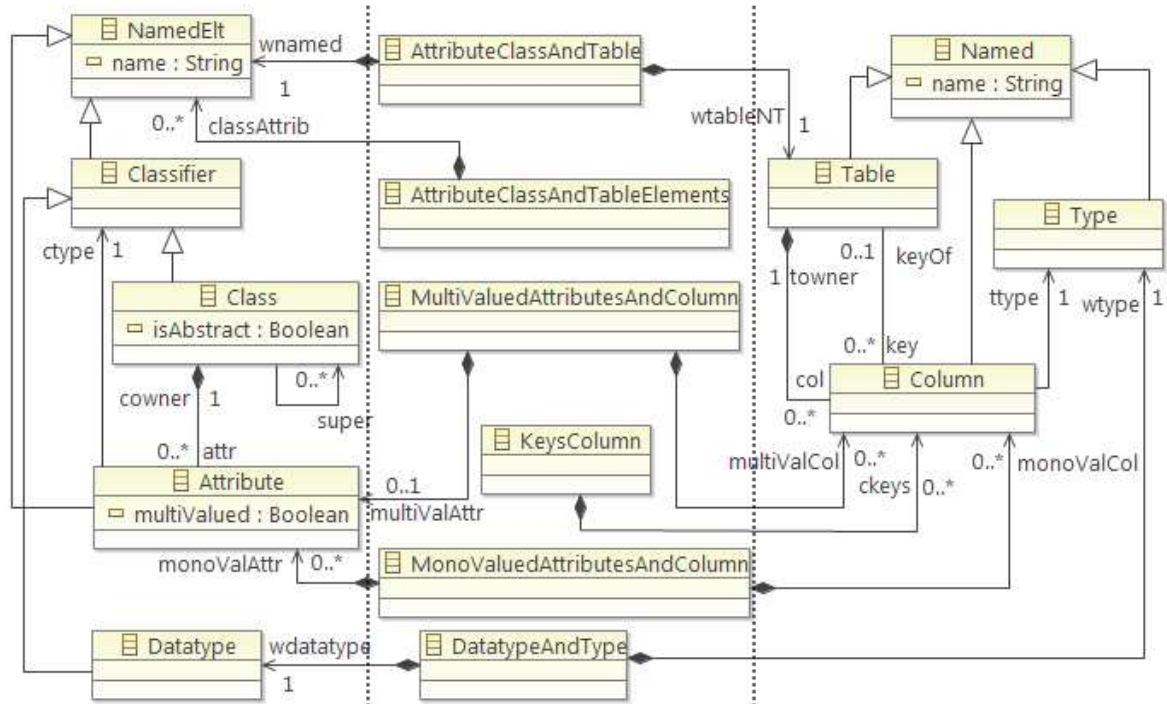 NamedElt
name : String
wnamed
1
AttributeClassAndTable
Named
name : String
0..*
classAttrib
wtableNT
1
Classifier
AttributeClassAndTableElements
Table
Type
ctype
1
0..1
keyOf
1
towner
ttype
1
wtype
1
Class
isAbstract : Boolean
MultiValuedAttributesAndColumn
0..*
key
cowner
1
0..*
super
col
0..*
Column
0..*
attr
KeysColumn
multiValCol
0..*
ckeys
0..*
0..*
monoValCol
Attribute
multiValued : Boolean
0..1
multiValAttr
monoValAttr
0..*
MonoValuedAttributesAndColumn
Datatype
wdatatype
1
DatatypeAndType